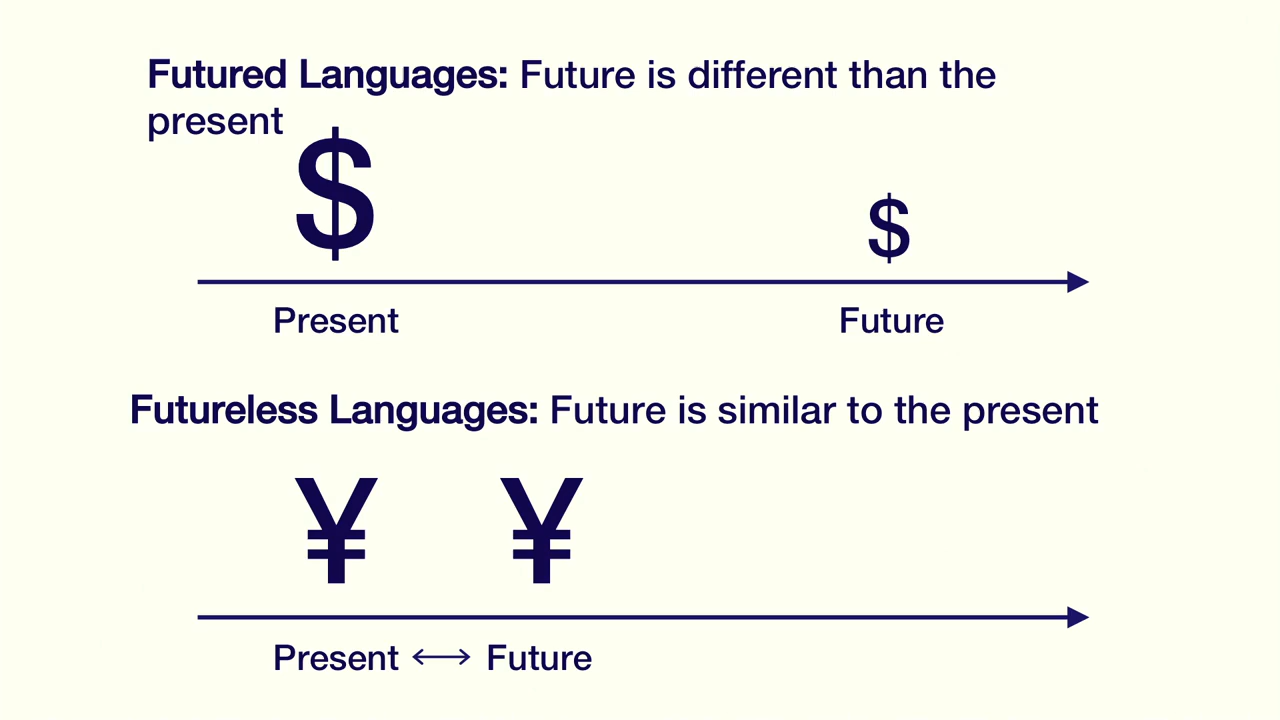 Futured Languages: Future is different than the
present
$ $
Present Future
Futureless Languages: Future is similar to the present
¥ ¥
Present ⟷ Future